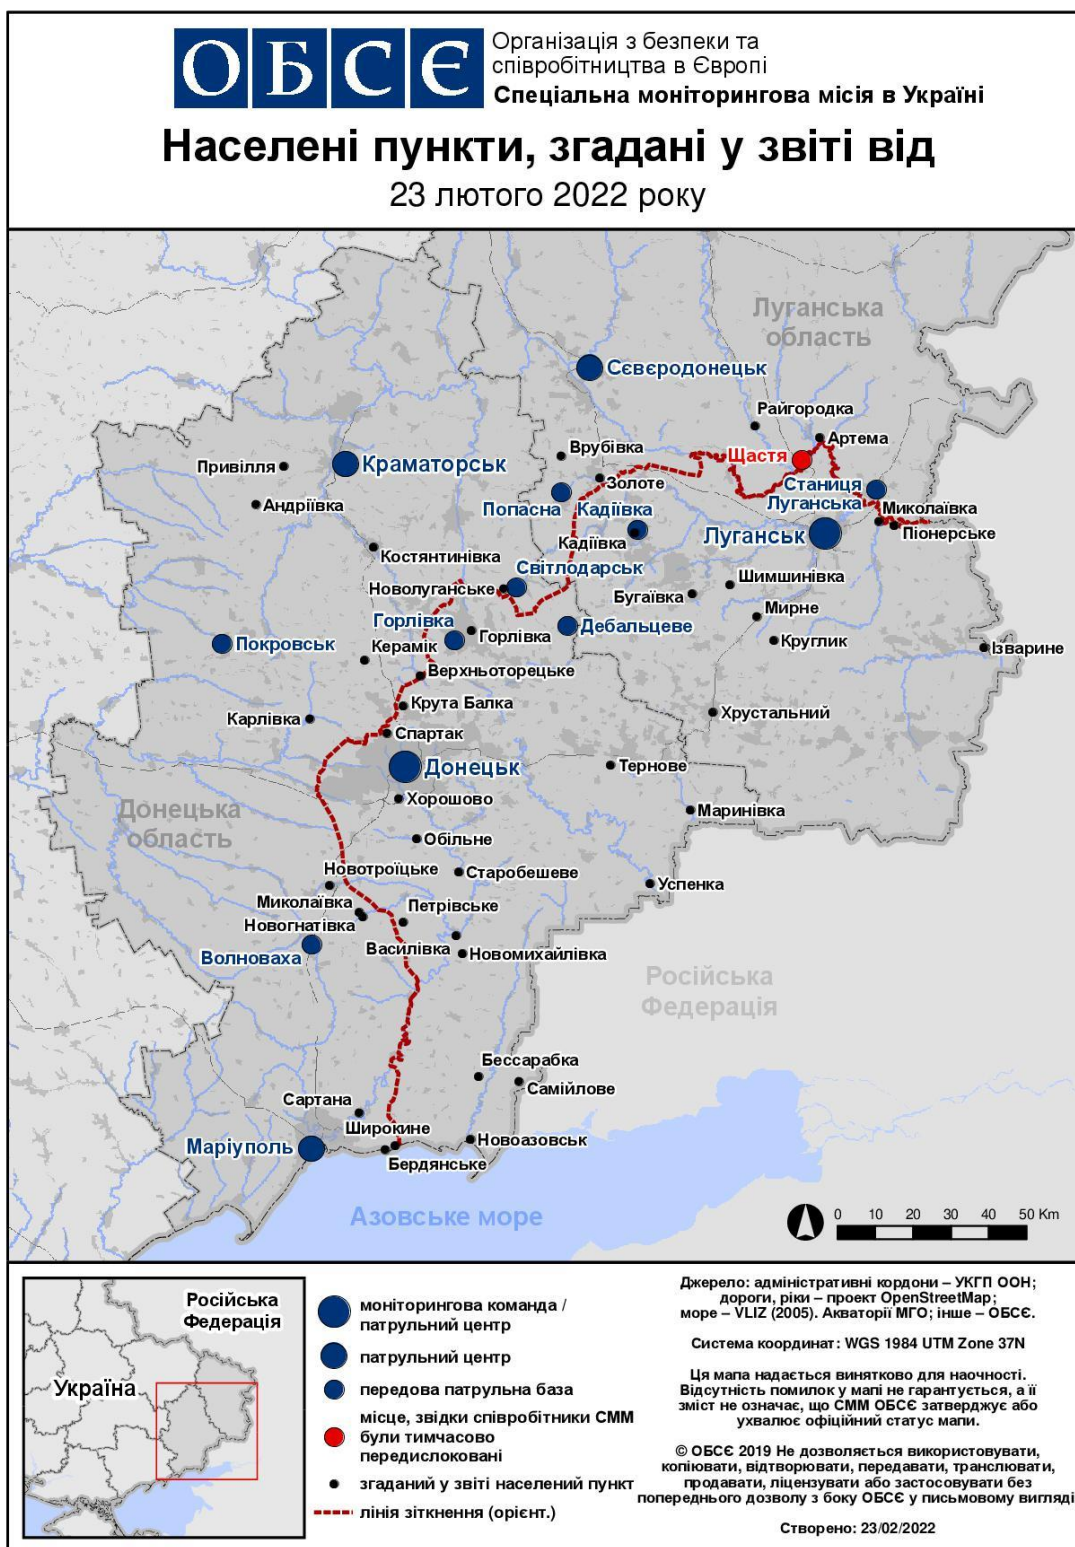 ОБСЄ
Організація з безпеки та
співробітництва в Європі
Спеціальна моніторингова місія в Україні
Населені пункти, згадані у звіті від
23 лютого 2022 року
Луганська
область
Сєвєродонецьк
Райгородка
Артема
Врубівка
Щастя
Привілля
Краматорськ
Золоте
Станиця
Луганська
Андріївка
Попасна
Кадіївка
Миколаївка
Піонерське
Кадіївка
Луганськ
Костянтинівка
Світлодарськ
Новолуганське
Шимшинівка
Бугаївка
Мирне
Горлівка
Горлівка
Дебальцеве
Покровськ
Керамік
Круглик
Ізварине
Верхньоторецьке
Крута Балка
Карлівка
Хрустальний
Спартак
Донецьк
Тернове
Хорошово
Донецька
область
Маринівка
Обільне
Новотроїцьке
Старобешеве
Успенка
Миколаївка
Петрівське
Новогнатівка
Василівка
Волноваха
Новомихайлівка
Російська
Федерація
Бессарабка
Самійлове
Сартана
Широкине
Новоазовськ
Маріуполь
Бердянське
Азовське море
0 10 20 30 40 50 Км
Російська
Федерація
Україна
моніторингова команда /
патрульний центр
патрульний центр
передова патрульна база
місце, звідки співробітники СММ
були тимчасово
передислоковані
згаданий у звіті населений пункт
лінія зіткнення (орієнт.)
Джерело: адміністративні кордони – УКГП ООН;
дороги, ріки – проект OpenStreetMap;
море – VLIZ (2005). Акваторії МГО; інше – ОБСЄ.
Система координат: WGS 1984 UTM Zone 37N
Ця мапа надається винятково для наочності.
Відсутність помилок у мапі не гарантується, а її
зміст не означає, що СММ ОБСЄ затверджує або
ухвалює офіційний статус мапи.
© ОБСЄ 2019 Не дозволяється використовувати,
копіювати, відтворювати, передавати, транслювати,
продавати, ліцензувати або застосовувати без
попереднього дозволу з боку ОБСЄ у письмовому вигляді
Створено: 23/02/2022